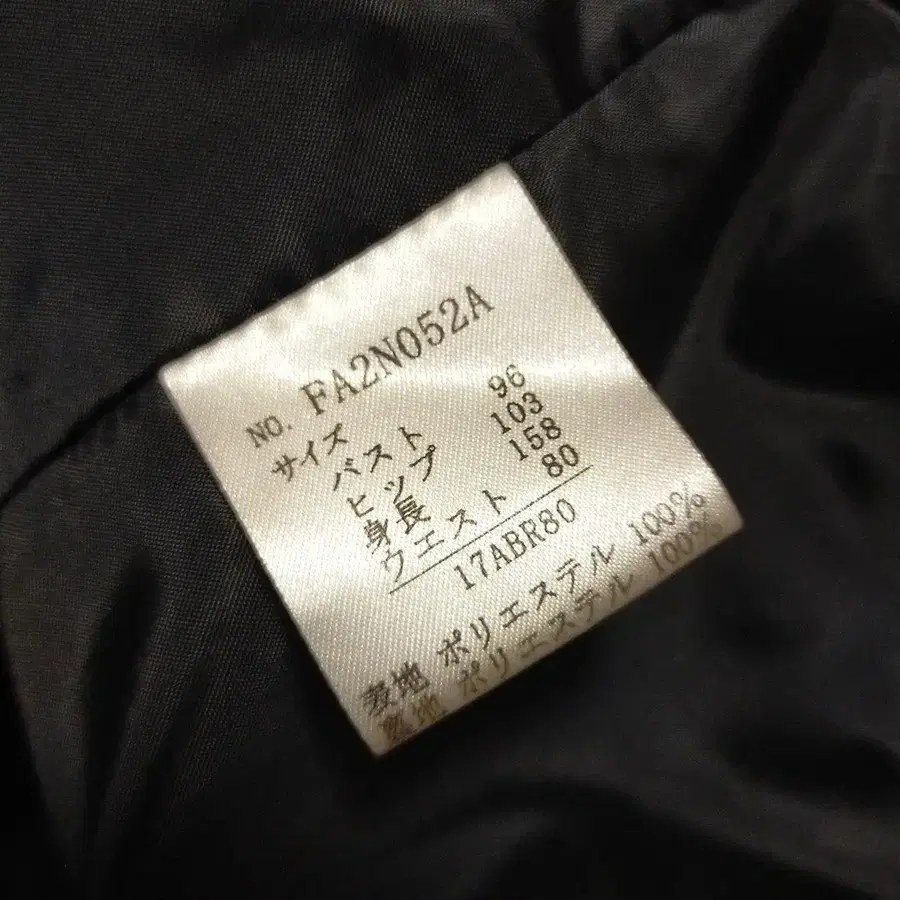 NO. FA2N052A
サイズ
バスト 96
ヒップ 103
身長 158
ウエスト 80
17ABR80
表地 ポリエステル 100%
裏地 ポリエステル 100%